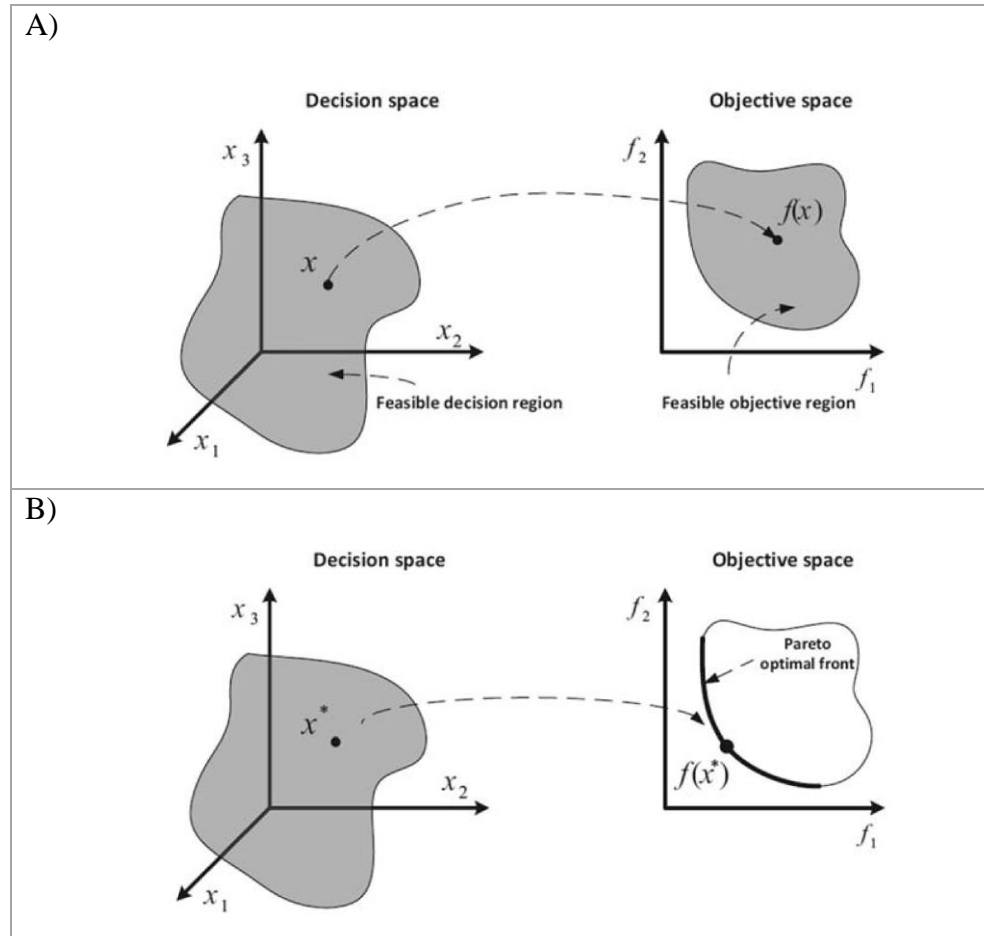 A)
Decision space
Objective space
x₃
f₂
f(x)
x
x₂
f₁
Feasible decision region
Feasible objective region
x₁
B)
Decision space
Objective space
x₃
f₂
Pareto
optimal front
x*
f(x*)
x₂
f₁
x₁